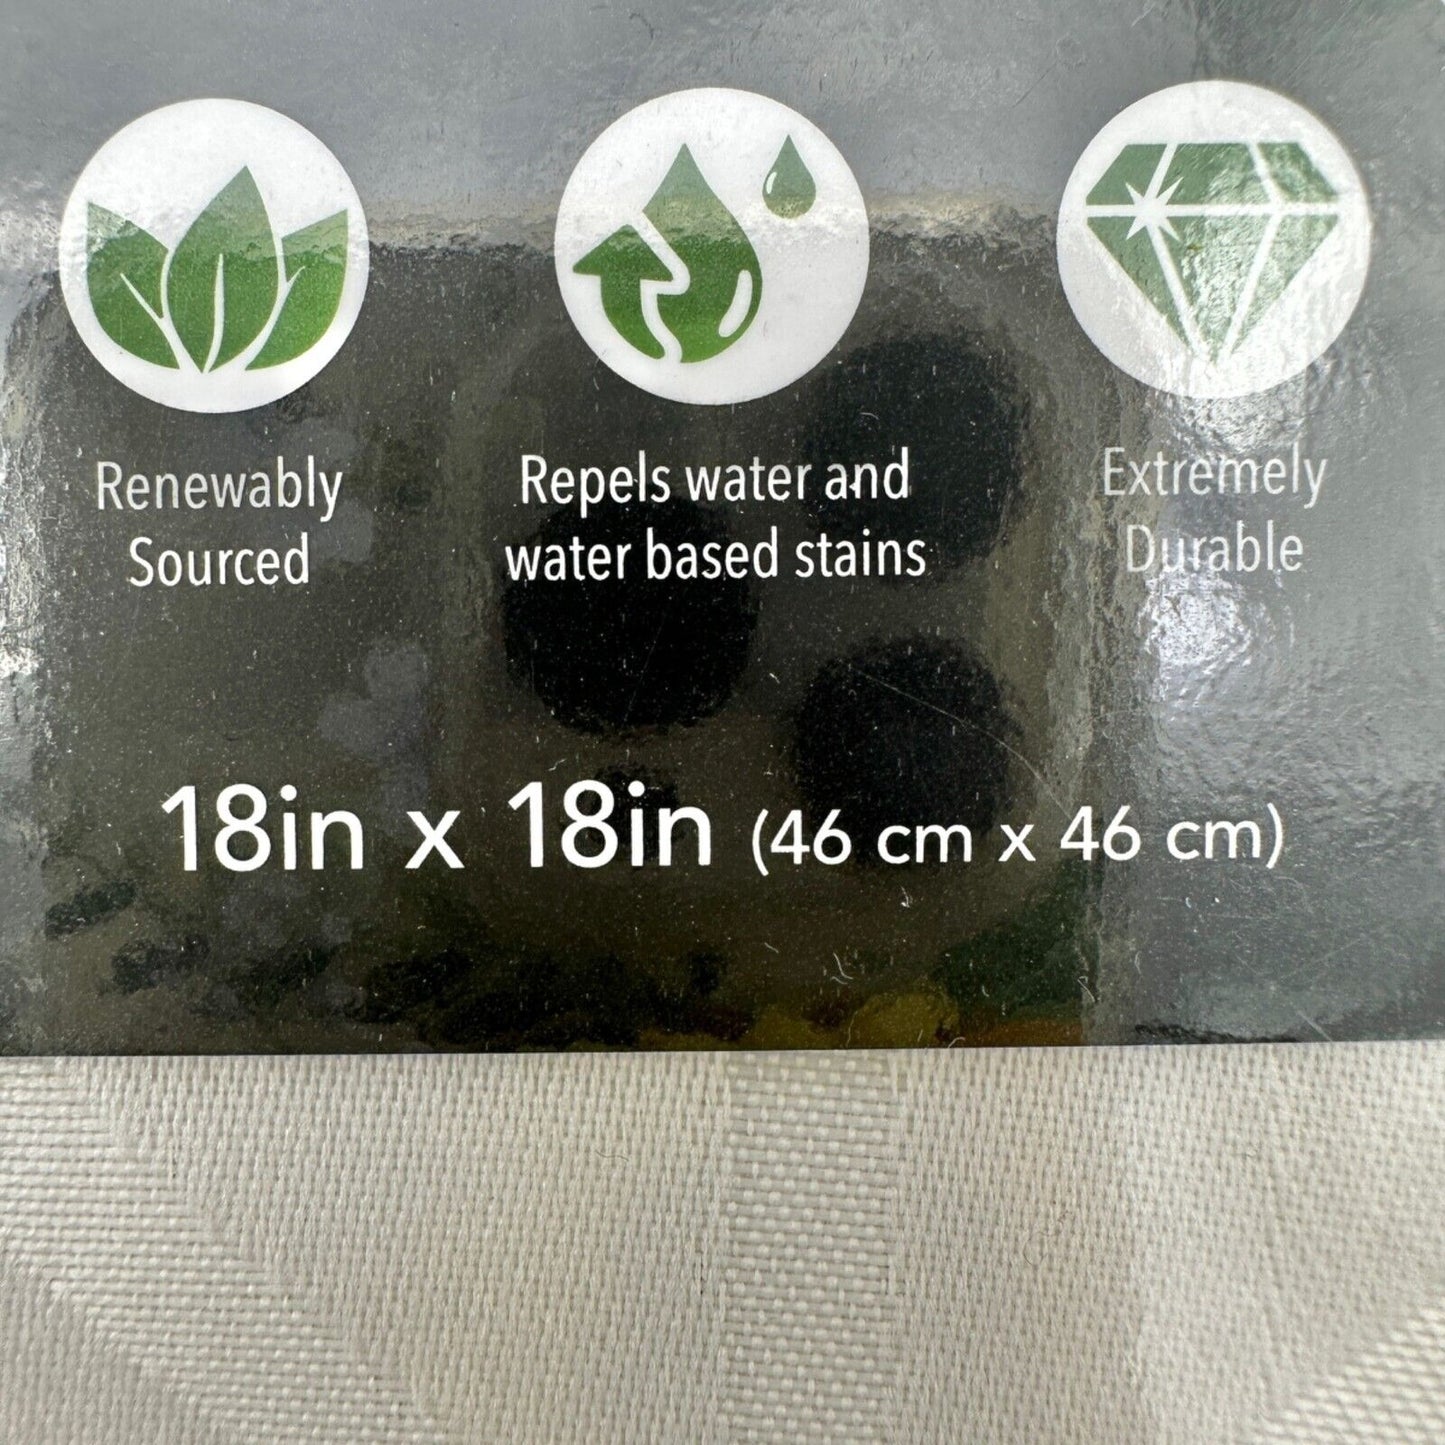 Renewably
Sourced
Repels water and
water based stains
Extremely
Durable
18in x 18in (46 cm x 46 cm)